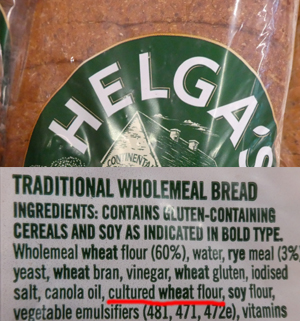 HELGA'S
CONTINENTA
TRADITIONAL WHOLEMEAL BREAD
INGREDIENTS: CONTAINS GLUTEN-CONTAINING
CEREALS AND SOY AS INDICATED IN BOLD TYPE.
Wholemeal wheat flour (60%), water, rye meal (3%
yeast, wheat bran, vinegar, wheat gluten, iodised
salt, canola oil, cultured wheat flour, soy flour,
vegetable emulsifiers (481, 471, 472e), vitamins